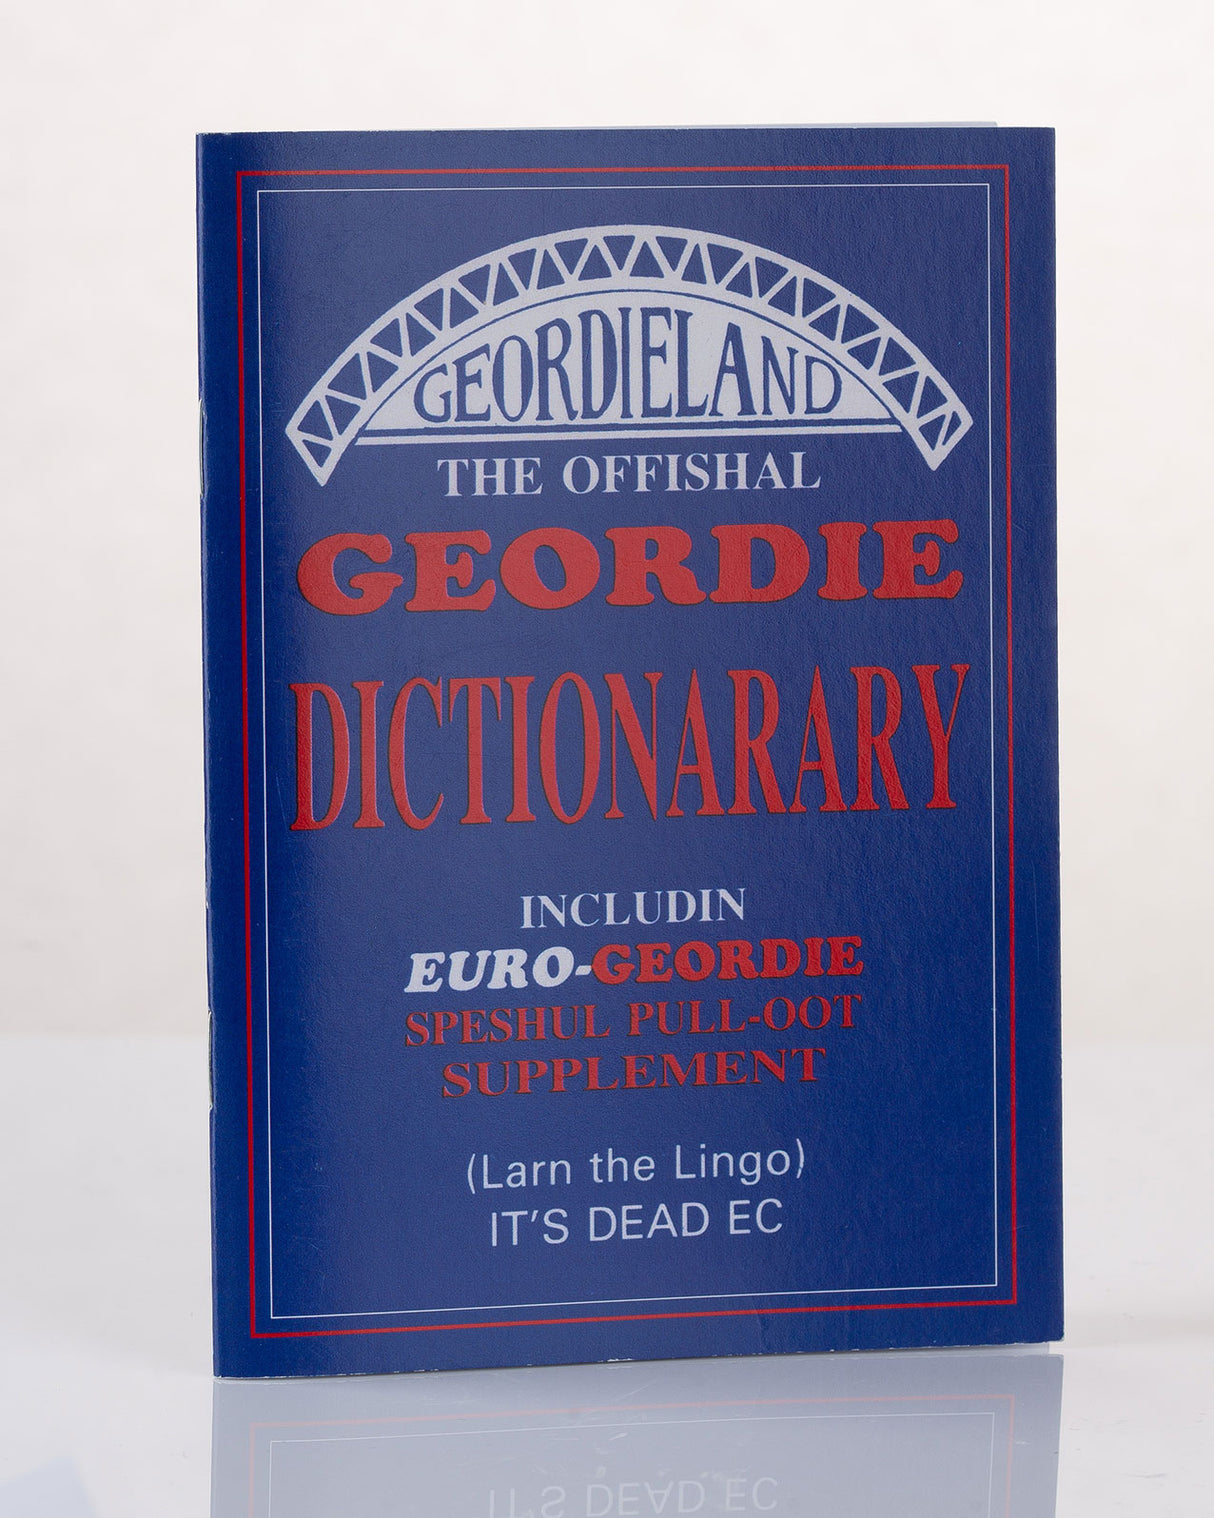 GEORDIELAND
THE OFFISHAL
GEORDIE
DICTIONARARY
INCLUDIN
EURO-GEORDIE
SPESHUL PULL-OOT
SUPPLEMENT
(Larn the Lingo)
IT'S DEAD EC